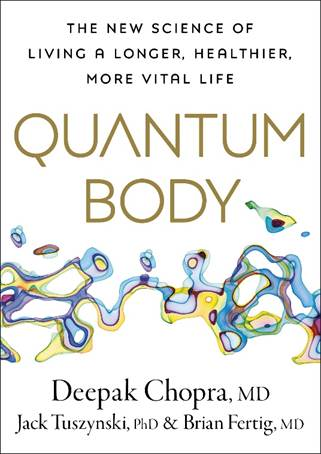 THE NEW SCIENCE OF
LIVING A LONGER, HEALTHIER,
MORE VITAL LIFE
QUANTUM
BODY
Deepak Chopra, MD
Jack Tuszynski, PhD & Brian Fertig, MD